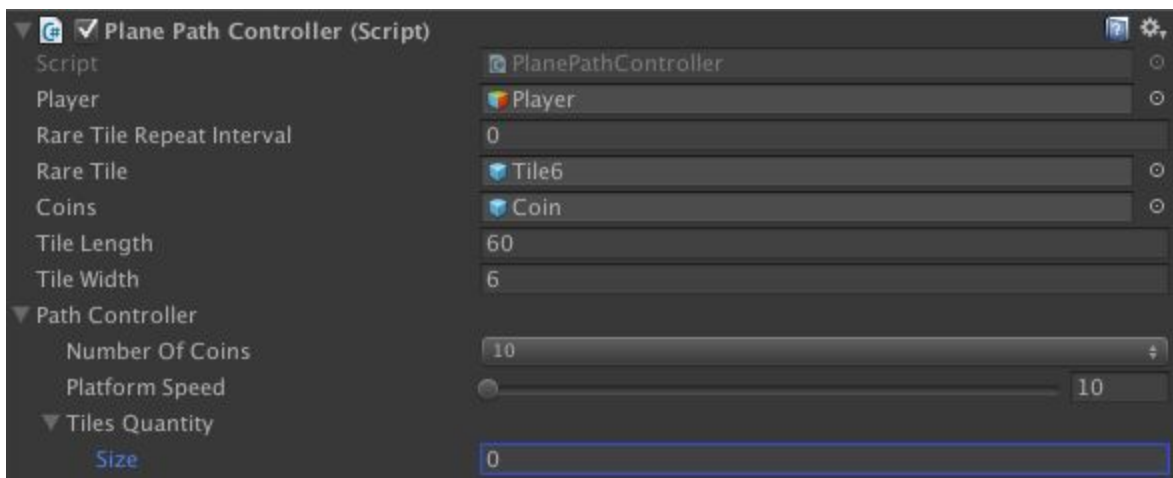 Plane Path Controller (Script)
Script PlanePathController
Player Player
Rare Tile Repeat Interval 0
Rare Tile Tile6
Coins Coin
Tile Length 60
Tile Width 6
Path Controller
Number Of Coins 10
Platform Speed 10
Tiles Quantity
Size 0